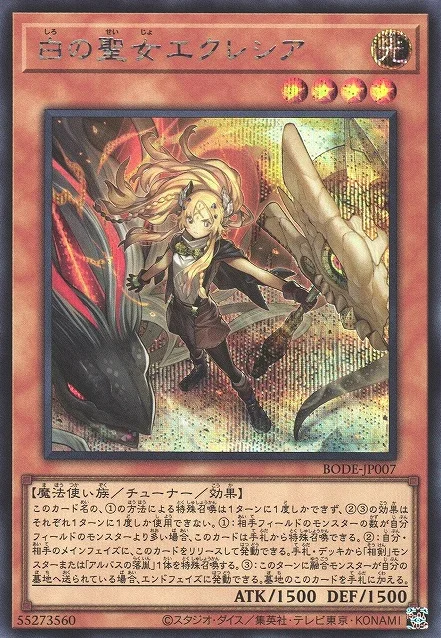 白の聖女エクレシア
光
BODE-JP007
【魔法使い族／チューナー／効果】
このカード名の、①の方法による特殊召喚は1ターンに1度しかできず、②③の効果は
それぞれ1ターンに1度しか使用できない。①：相手フィールドのモンスターの数が自分
フィールドのモンスターより多い場合、このカードは手札から特殊召喚できる。②：自分・
相手のメインフェイズに、このカードをリリースして発動できる。手札・デッキから「相剣」モ
ンスターまたは「アルバスの落胤」1体を特殊召喚する。③：このターンに融合モンスターが自分の
墓地へ送られている場合、エンドフェイズに発動できる。墓地のこのカードを手札に加える。
ATK/1500 DEF/1500
55273560
©スタジオ・ダイス／集英社・テレビ東京・KONAMI